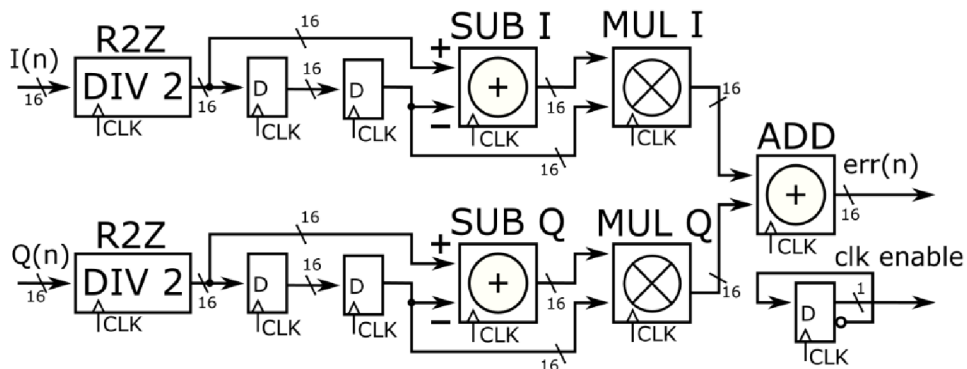 16
R2Z
SUB I
MUL I
I(n)
+
16
DIV 2
16
D
16
D
−
+
16
16
CLK
CLK
CLK
CLK
CLK
16
ADD
err(n)
+
16
CLK
16
R2Z
SUB Q
MUL Q
Q(n)
+
16
DIV 2
16
D
16
D
−
+
16
16
CLK
CLK
CLK
CLK
CLK
16
clk enable
D
1
CLK